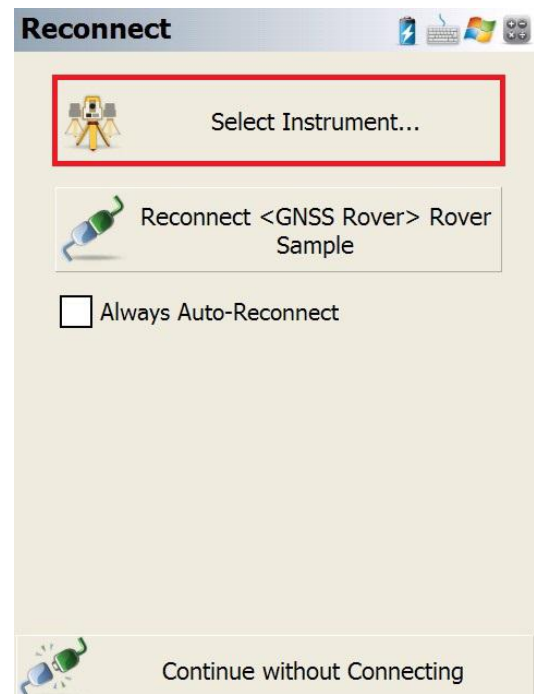 Reconnect
Select Instrument...
Reconnect <GNSS Rover> Rover
Sample
Always Auto-Reconnect
Continue without Connecting